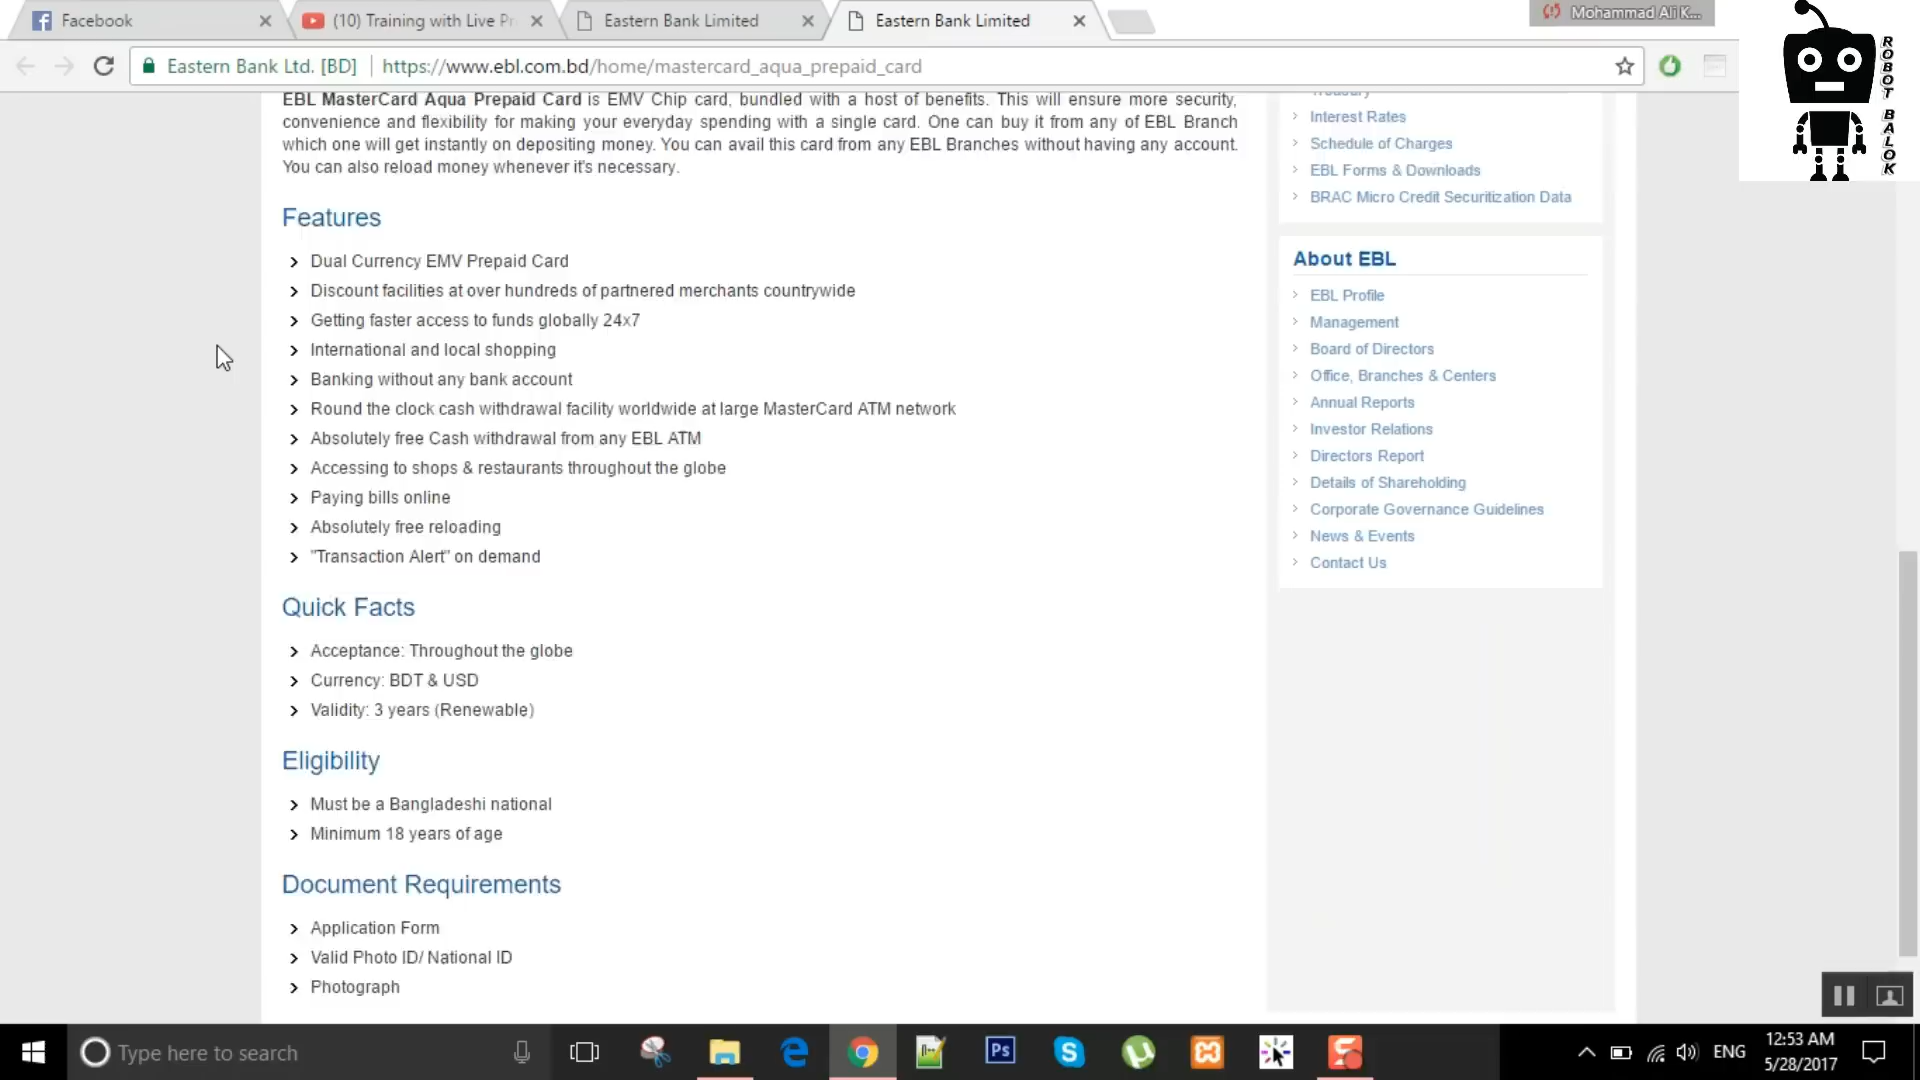 Facebook
(10) Training with Live Pr
Eastern Bank Limited
Eastern Bank Limited
Mohammad Ali K...
Eastern Bank Ltd. [BD]
https://www.ebl.com.bd/home/mastercard_aqua_prepaid_card
ROBOT BALOK
EBL MasterCard Aqua Prepaid Card is EMV Chip card, bundled with a host of benefits. This will ensure more security,
convenience and flexibility for making your everyday spending with a single card. One can buy it from any of EBL Branch
which one will get instantly on depositing money. You can avail this card from any EBL Branches without having any account.
You can also reload money whenever it's necessary.
Features
Dual Currency EMV Prepaid Card
Discount facilities at over hundreds of partnered merchants countrywide
Getting faster access to funds globally 24x7
International and local shopping
Banking without any bank account
Round the clock cash withdrawal facility worldwide at large MasterCard ATM network
Absolutely free Cash withdrawal from any EBL ATM
Accessing to shops & restaurants throughout the globe
Paying bills online
Absolutely free reloading
"Transaction Alert" on demand
Quick Facts
Acceptance: Throughout the globe
Currency: BDT & USD
Validity: 3 years (Renewable)
Eligibility
Must be a Bangladeshi national
Minimum 18 years of age
Document Requirements
Application Form
Valid Photo ID/ National ID
Photograph
Interest Rates
Schedule of Charges
EBL Forms & Downloads
BRAC Micro Credit Securitization Data
About EBL
EBL Profile
Management
Board of Directors
Office, Branches & Centers
Annual Reports
Investor Relations
Directors Report
Details of Shareholding
Corporate Governance Guidelines
News & Events
Contact Us
Type here to search
Ps
ENG
12:53 AM
5/28/2017